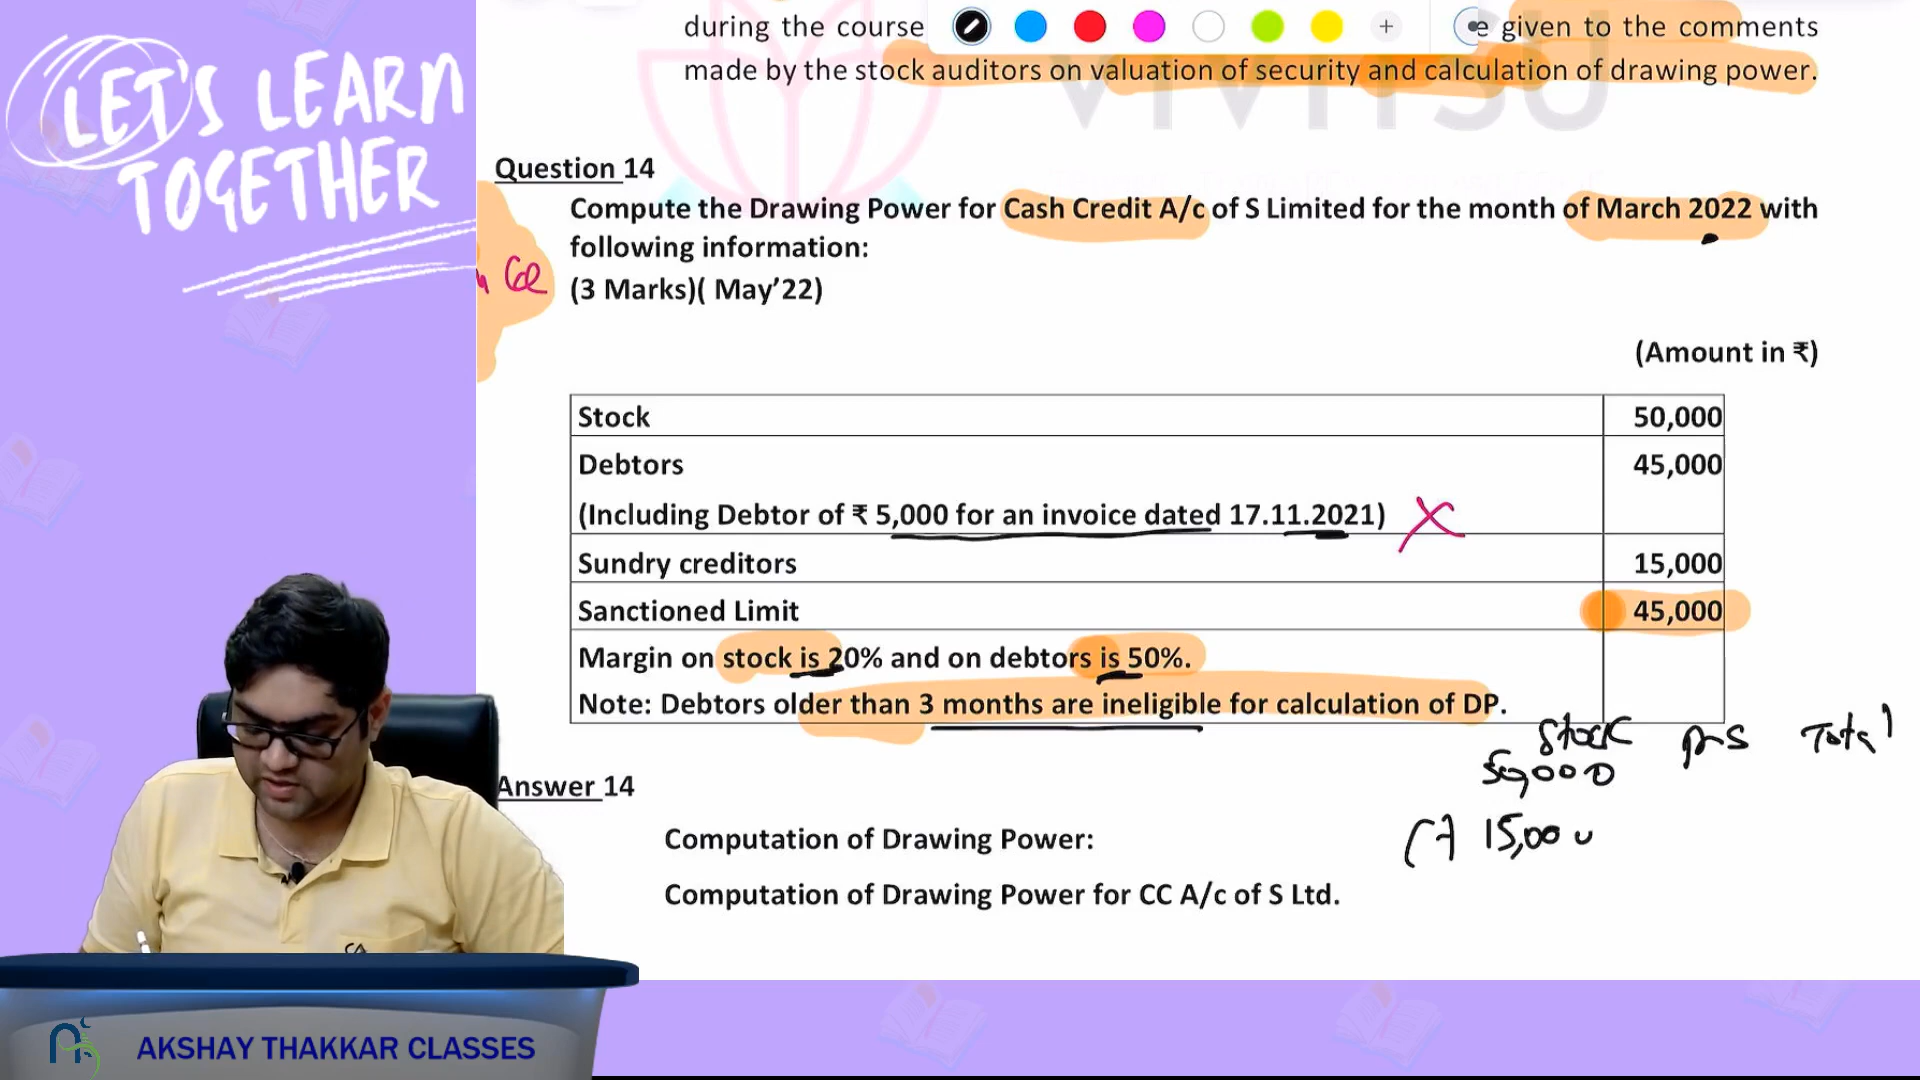 LET'S LEARN
TOGETHER
during the course e given to the comments
made by the stock auditors on valuation of security and calculation of drawing power.
VIVITSU
Question 14
Compute the Drawing Power for Cash Credit A/c of S Limited for the month of March 2022 with
following information:
(3 Marks)( May’22)
(Amount in ₹)
Stock 50,000
Debtors 45,000
(Including Debtor of ₹ 5,000 for an invoice dated 17.11.2021)
Sundry creditors 15,000
Sanctioned Limit 45,000
Margin on stock is 20% and on debtors is 50%.
Note: Debtors older than 3 months are ineligible for calculation of DP.
Stock Drs Total
50,000
Answer 14
Computation of Drawing Power:
(-) 15,000
Computation of Drawing Power for CC A/c of S Ltd.
CA
AKSHAY THAKKAR CLASSES